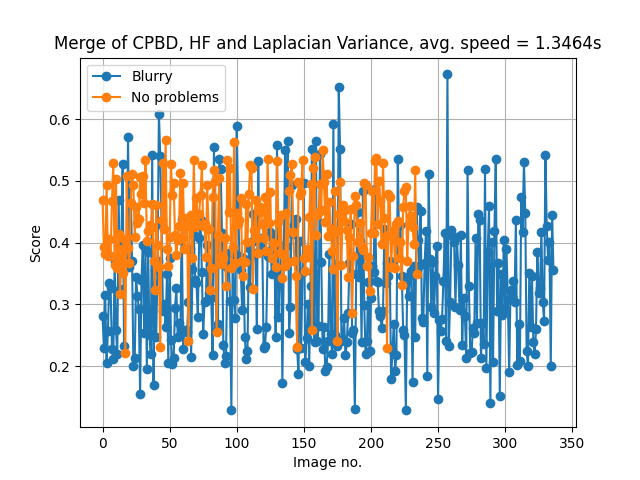 Merge of CPBD, HF and Laplacian Variance, avg. speed = 1.3464s
Blurry
No problems
Score
0.6
0.5
0.4
0.3
0.2
0 50 100 150 200 250 300 350
Image no.